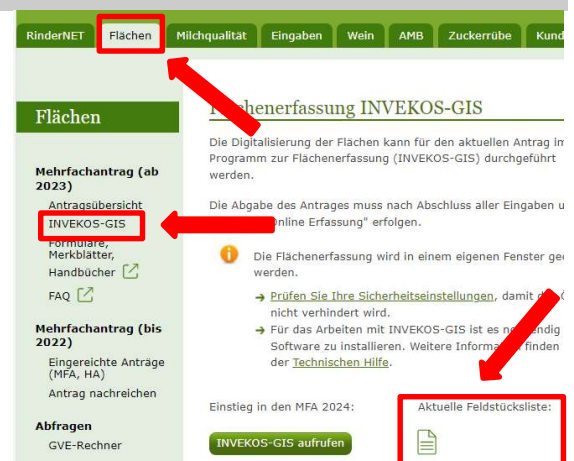 RinderNET Flächen Milchqualität Eingaben Wein AMB Zuckerrübe Kund
Flächen
Mehrfachantrag (ab
2023)
Antragsübersicht
INVEKOS-GIS
Formulare,
Merkblätter,
Handbücher
FAQ
Mehrfachantrag (bis
2022)
Eingereichte Anträge
(MFA, HA)
Antrag nachreichen
Abfragen
GVE-Rechner
Flächenerfassung INVEKOS-GIS
Die Digitalisierung der Flächen kann für den aktuellen Antrag im
Programm zur Flächenerfassung (INVEKOS-GIS) durchgeführt
werden.
Die Abgabe des Antrages muss nach Abschluss aller Eingaben u
Online Erfassung" erfolgen.
Die Flächenerfassung wird in einem eigenen Fenster geö
werden.
Prüfen Sie Ihre Sicherheitseinstellungen, damit
nicht verhindert wird.
Für das Arbeiten mit INVEKOS-GIS ist es notwendig
Software zu installieren. Weitere finden
der Technischen Hilfe.
Einstieg in den MFA 2024:
INVEKOS-GIS aufrufen
Aktuelle Feldstücksliste: